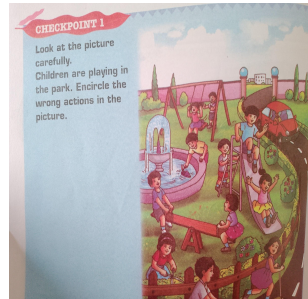 CHECKPOINT 1
Look at the picture
carefully.
Children are playing in
the park. Encircle the
wrong actions in the
picture.